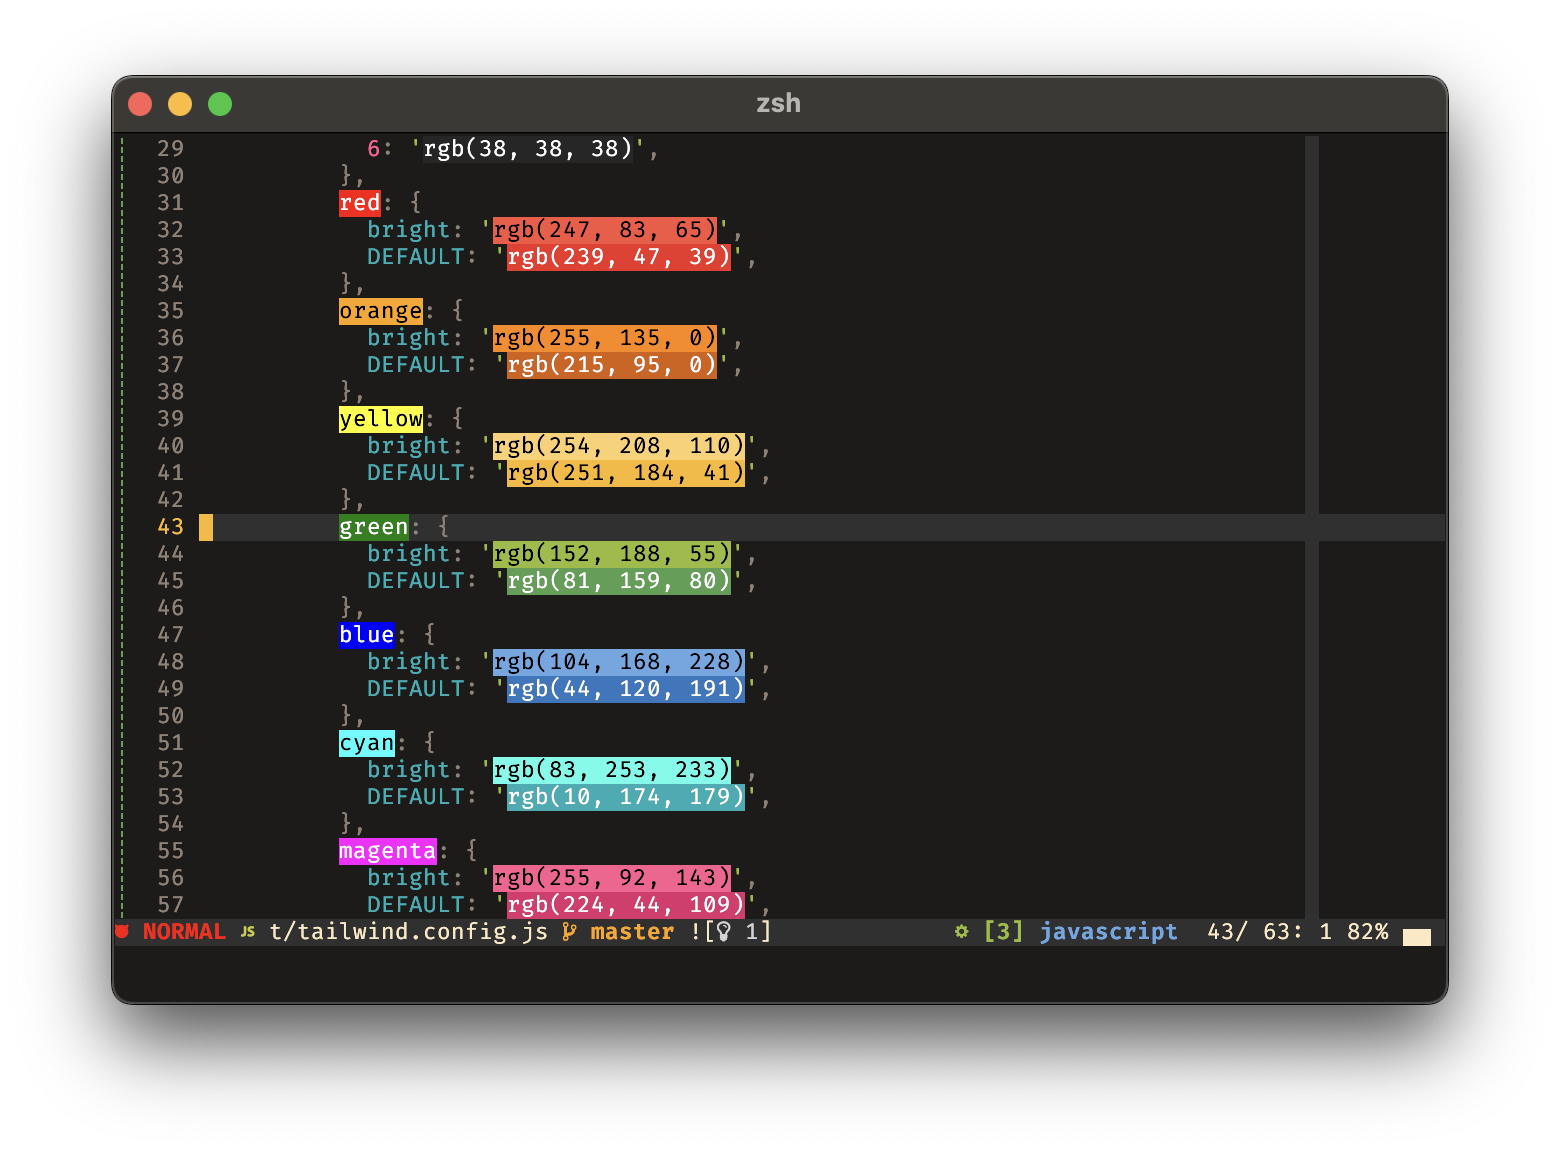 zsh
29 6: 'rgb(38, 38, 38)',
30 },
31 red: {
32 bright: 'rgb(247, 83, 65)',
33 DEFAULT: 'rgb(239, 47, 39)',
34 },
35 orange: {
36 bright: 'rgb(255, 135, 0)',
37 DEFAULT: 'rgb(215, 95, 0)',
38 },
39 yellow: {
40 bright: 'rgb(254, 208, 110)',
41 DEFAULT: 'rgb(251, 184, 41)',
42 },
43 green: {
44 bright: 'rgb(152, 188, 55)',
45 DEFAULT: 'rgb(81, 159, 80)',
46 },
47 blue: {
48 bright: 'rgb(104, 168, 228)',
49 DEFAULT: 'rgb(44, 120, 191)',
50 },
51 cyan: {
52 bright: 'rgb(83, 253, 233)',
53 DEFAULT: 'rgb(10, 174, 179)',
54 },
55 magenta: {
56 bright: 'rgb(255, 92, 143)',
57 DEFAULT: 'rgb(224, 44, 109)',
NORMAL JS t/tailwind.config.js master ![ 1] [3] javascript 43/ 63: 1 82%